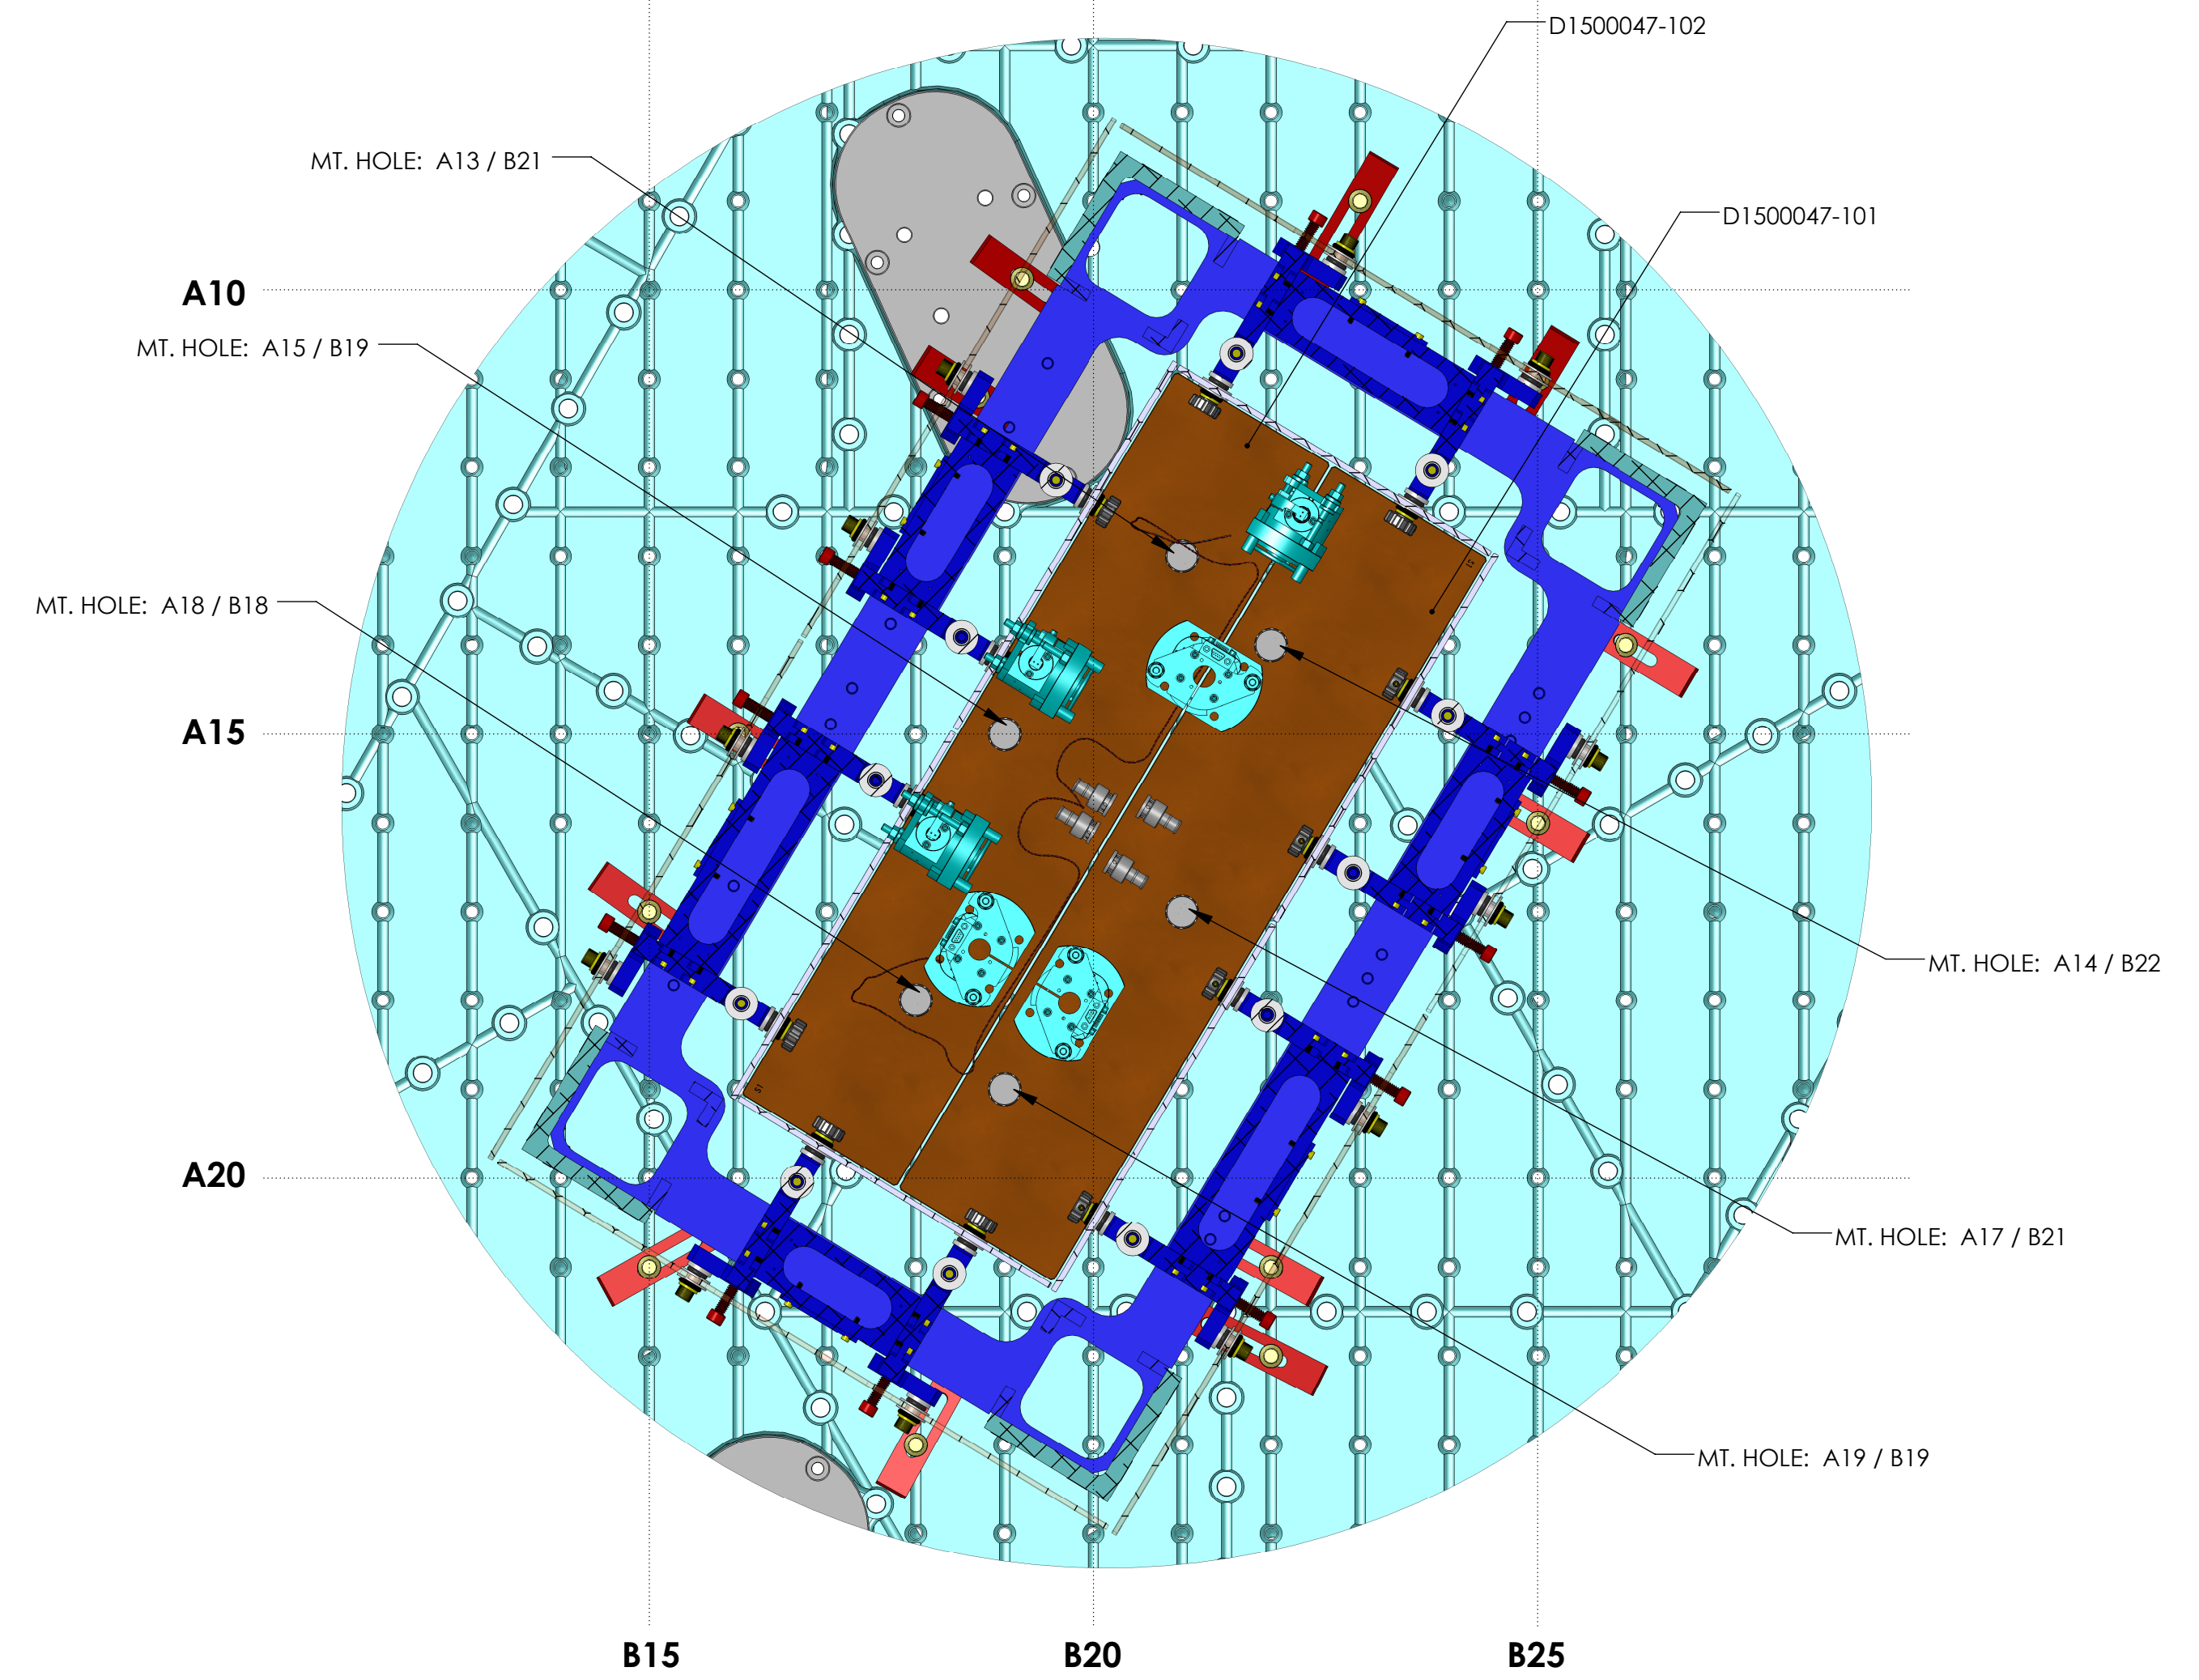 D1500047-102
MT. HOLE: A13 / B21
D1500047-101
A10
MT. HOLE: A15 / B19
MT. HOLE: A18 / B18
A15
MT. HOLE: A14 / B22
A20
MT. HOLE: A17 / B21
MT. HOLE: A19 / B19
B15
B20
B25